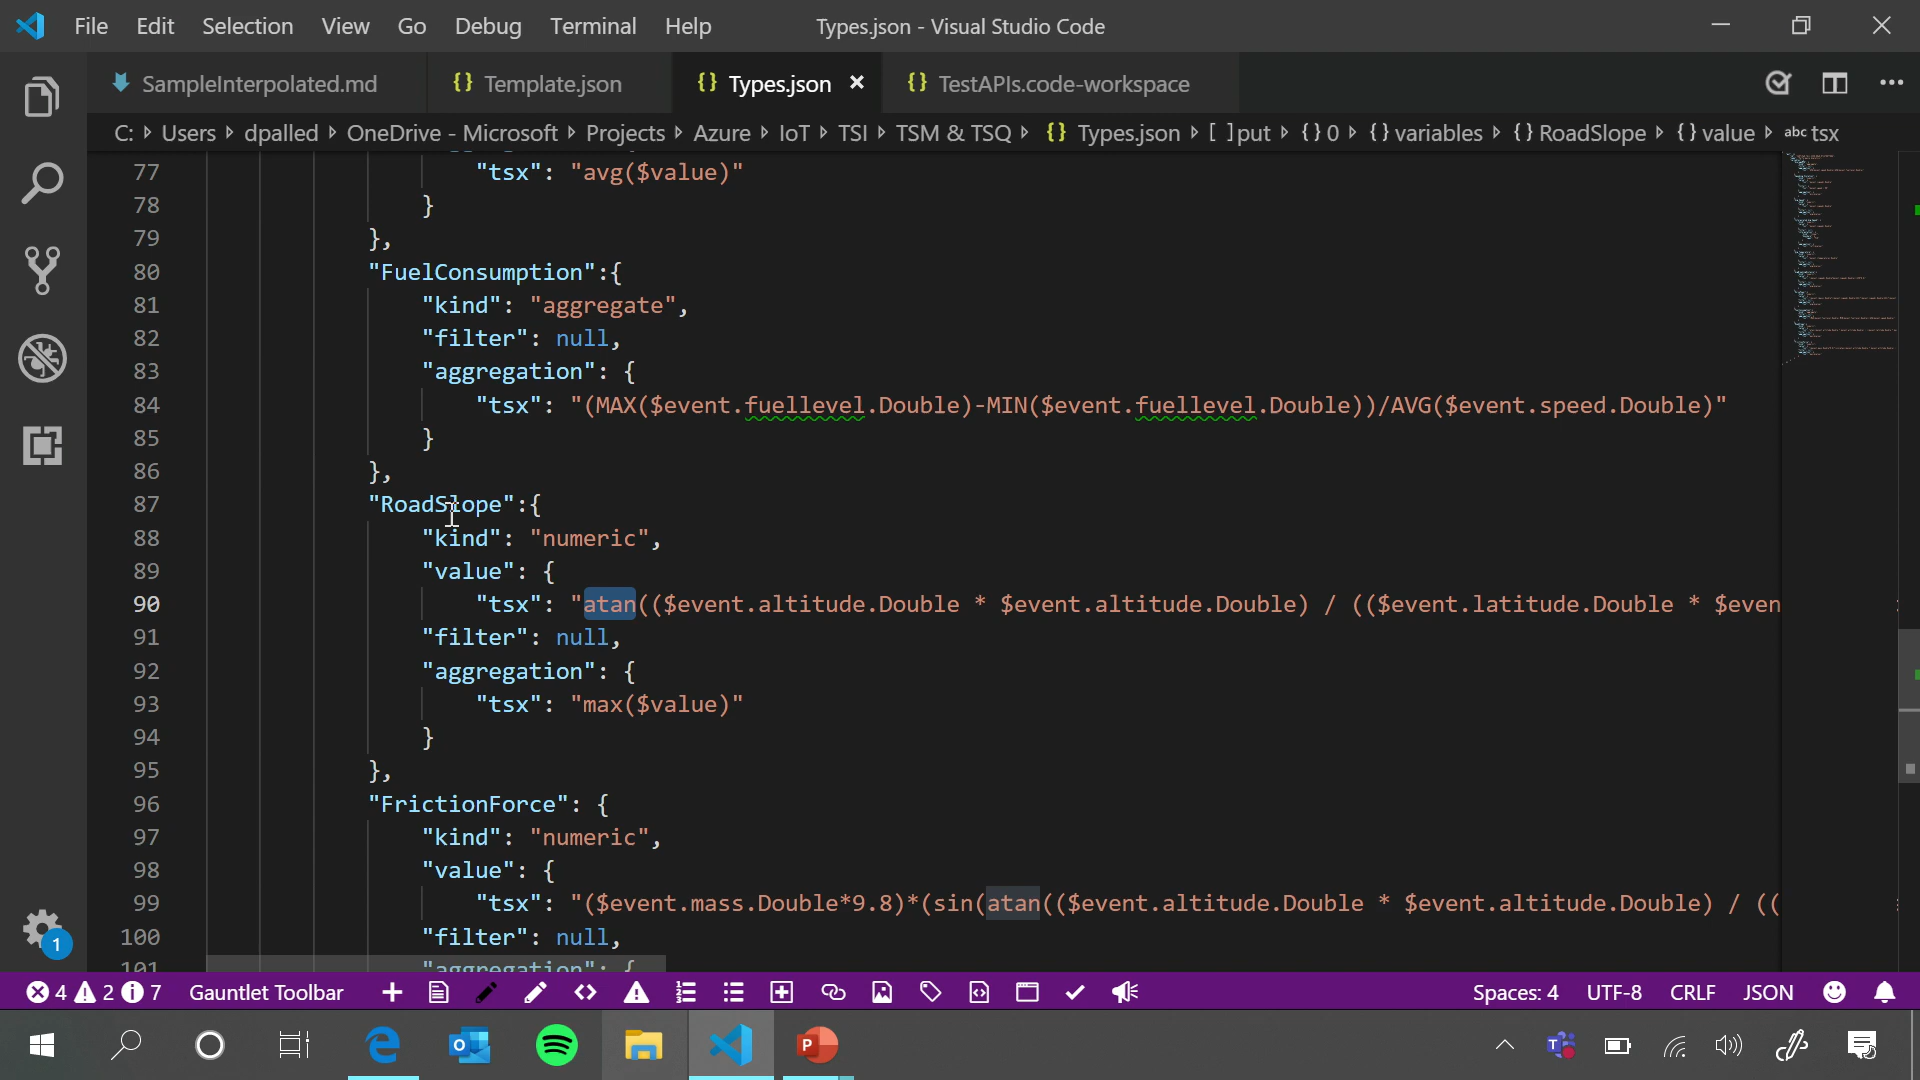 File Edit Selection View Go Debug Terminal Help Types.json - Visual Studio Code
SampleInterpolated.md {} Template.json {} Types.json × {} TestAPIs.code-workspace
C: Users dpalled OneDrive - Microsoft Projects Azure IoT TSI TSM & TSQ {} Types.json [ ] put {} 0 {} variables {} RoadSlope {} value abc tsx
77 "tsx": "avg($value)"
78 }
79 },
80 "FuelConsumption":{
81 "kind": "aggregate",
82 "filter": null,
83 "aggregation": {
84 "tsx": "(MAX($event.fuellevel.Double)-MIN($event.fuellevel.Double))/AVG($event.speed.Double)"
85 }
86 },
87 "RoadSlope":{
88 "kind": "numeric",
89 "value": {
90 "tsx": "atan(($event.altitude.Double * $event.altitude.Double) / (($event.latitude.Double * $even
91 "filter": null,
92 "aggregation": {
93 "tsx": "max($value)"
94 }
95 },
96 "FrictionForce": {
97 "kind": "numeric",
98 "value": {
99 "tsx": "($event.mass.Double*9.8)*(sin(atan(($event.altitude.Double * $event.altitude.Double) / ((
100 "filter": null,
101 "aggregation": {
4 2 7 Gauntlet Toolbar Spaces: 4 UTF-8 CRLF JSON
1